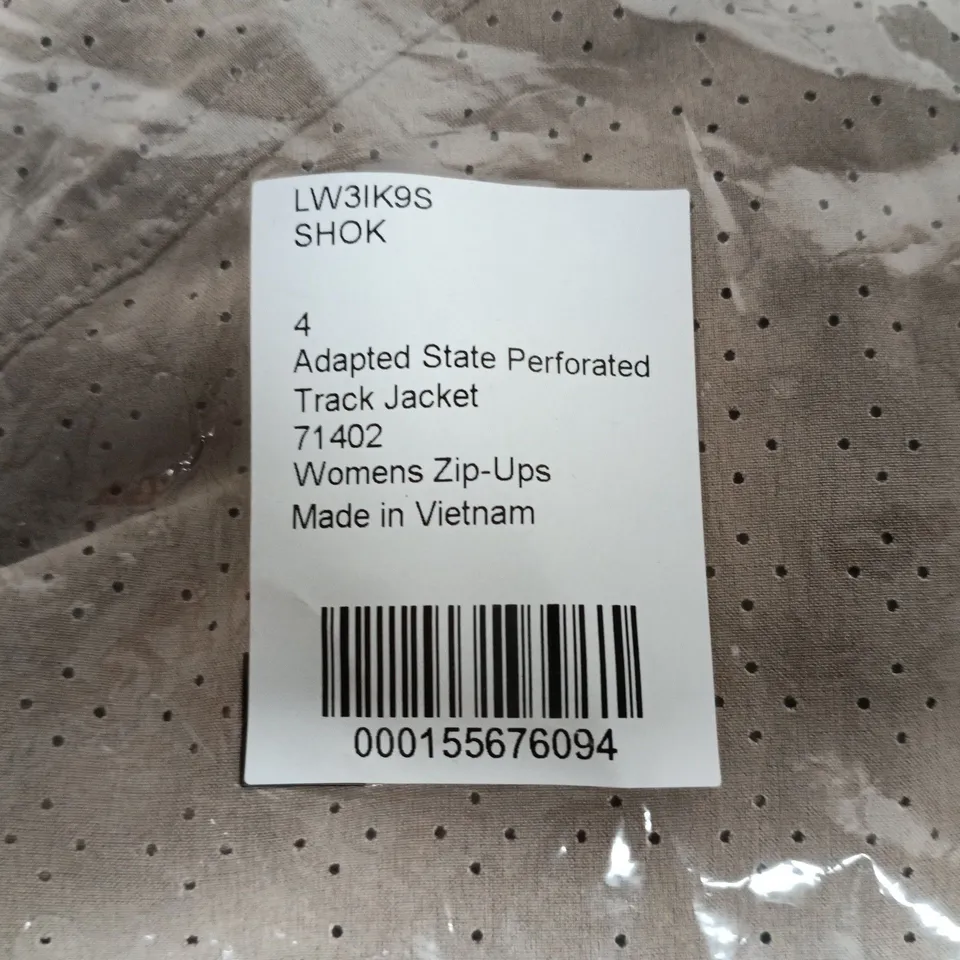 LW3IK9S
SHOK
4
Adapted State Perforated
Track Jacket
71402
Womens Zip-Ups
Made in Vietnam
000155676094